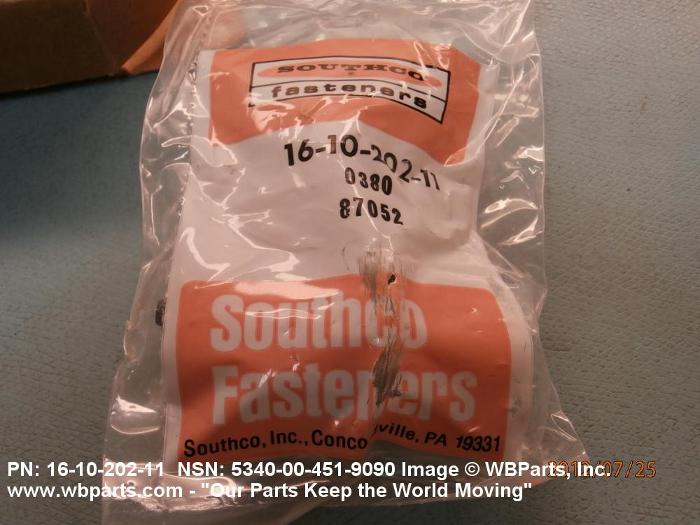 SOUTHCO
fasteners
16-10-202-11
0380
87052
Southco
Fasteners
Southco, Inc., Conco ville, PA 19331
PN: 16-10-202-11 NSN: 5340-00-451-9090 Image © WBParts, Inc.
www.wbparts.com - "Our Parts Keep the World Moving"